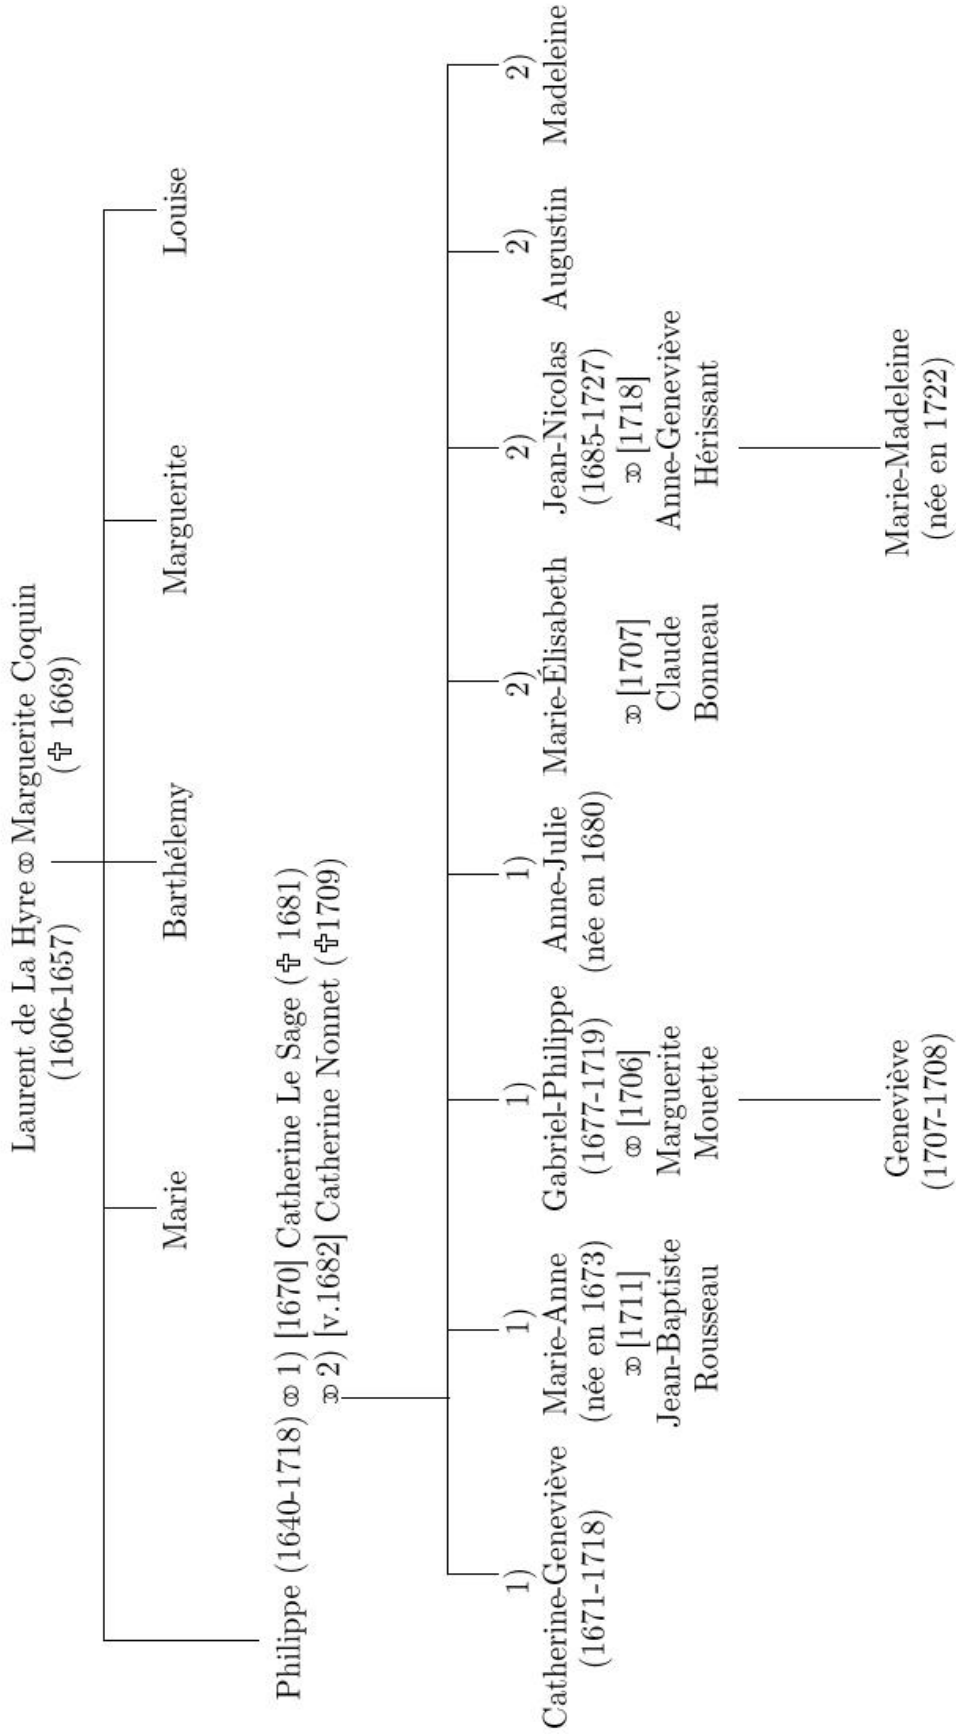 Laurent de La Hyre ⚭ Marguerite Coquin
(1606-1657) (✞ 1669)
Philippe (1640-1718) ⚭ 1) [1670] Catherine Le Sage (✞ 1681)
⚭ 2) [v.1682] Catherine Nonnet (✞1709)
Marie
Barthélemy
Marguerite
Louise
1)
Catherine-Geneviève
(1671-1718)
1)
Marie-Anne
(née en 1673)
⚭ [1711]
Jean-Baptiste
Rousseau
1)
Gabriel-Philippe
(1677-1719)
⚭ [1706]
Marguerite
Mouette
Geneviève
(1707-1708)
1)
Anne-Julie
(née en 1680)
2)
Marie-Élisabeth
⚭ [1707]
Claude
Bonneau
2)
Jean-Nicolas
(1685-1727)
⚭ [1718]
Anne-Geneviève
Hérissant
Marie-Madeleine
(née en 1722)
2)
Augustin
2)
Madeleine